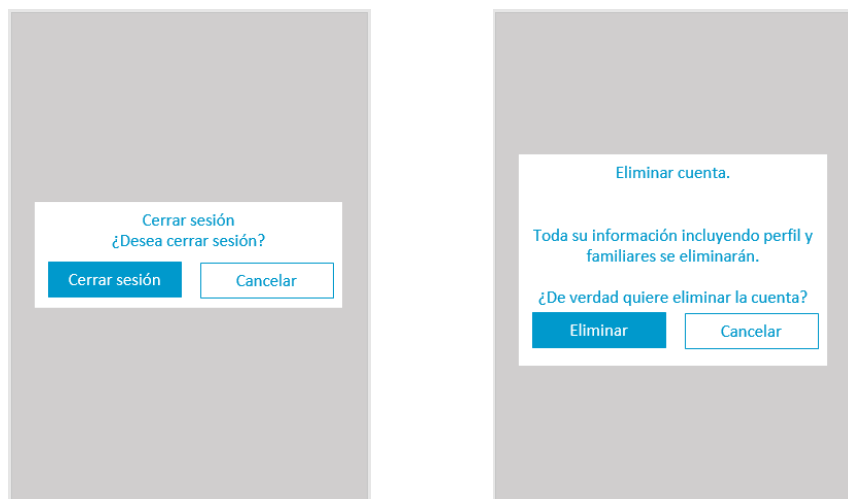 Cerrar sesión
¿Desea cerrar sesión?
Cerrar sesión
Cancelar
Eliminar cuenta.
Toda su información incluyendo perfil y
familiares se eliminarán.
¿De verdad quiere eliminar la cuenta?
Eliminar
Cancelar